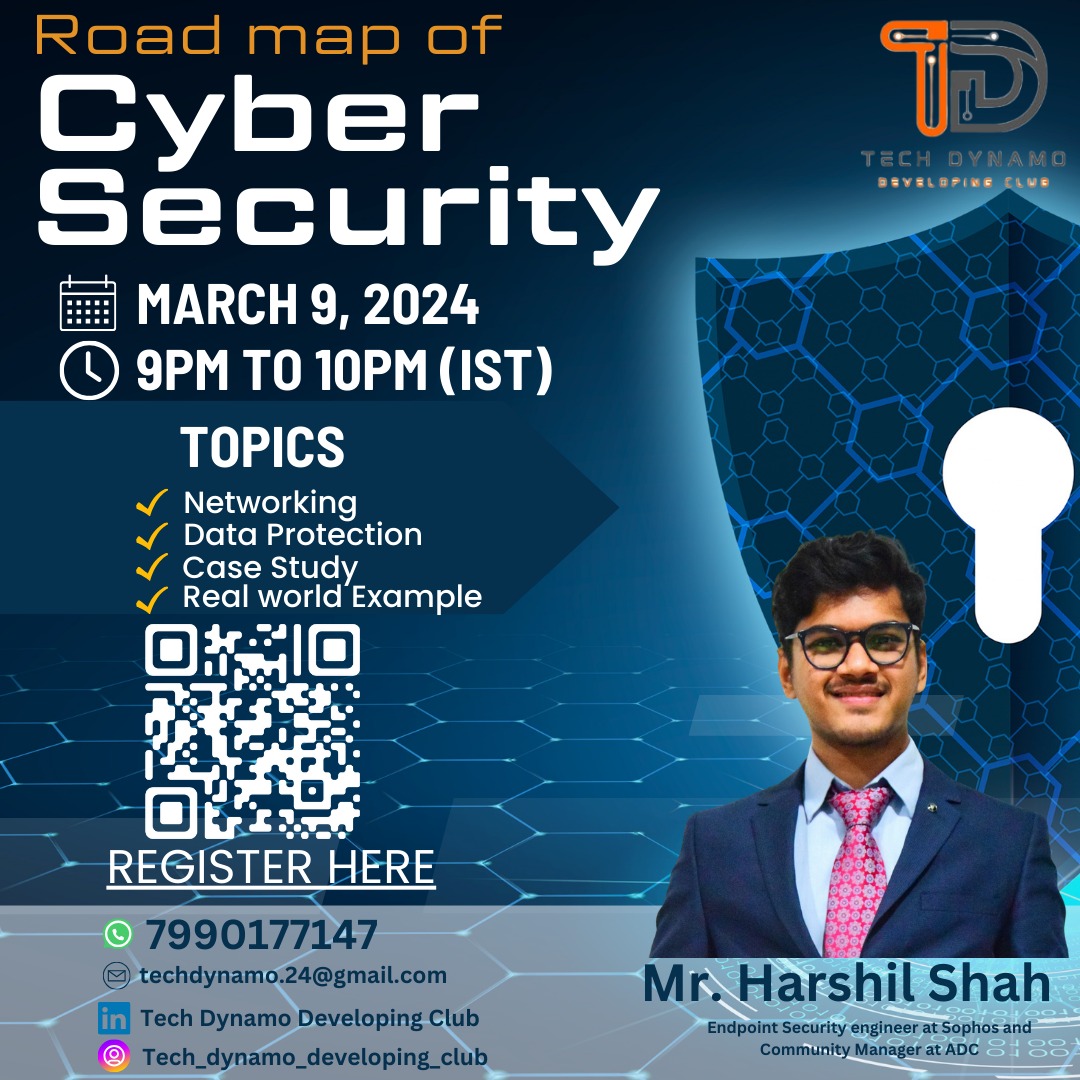 Road map of
Cyber
Security
TECH DYNAMO
DEVELOPING CLUB
MARCH 9, 2024
9PM TO 10PM (IST)
TOPICS
Networking
Data Protection
Case Study
Real world Example
REGISTER HERE
7990177147
techdynamo.24@gmail.com
Tech Dynamo Developing Club
Tech_dynamo_developing_club
Mr. Harshil Shah
Endpoint Security engineer at Sophos and
Community Manager at ADC